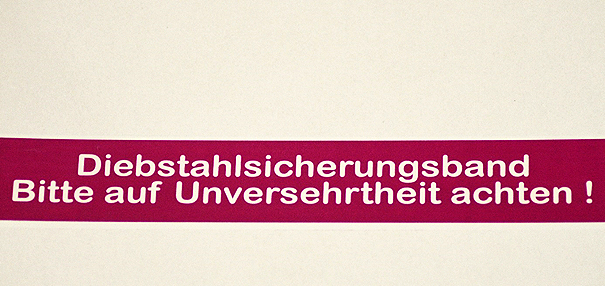 Diebstahlsicherungsband
Bitte auf Unversehrtheit achten !